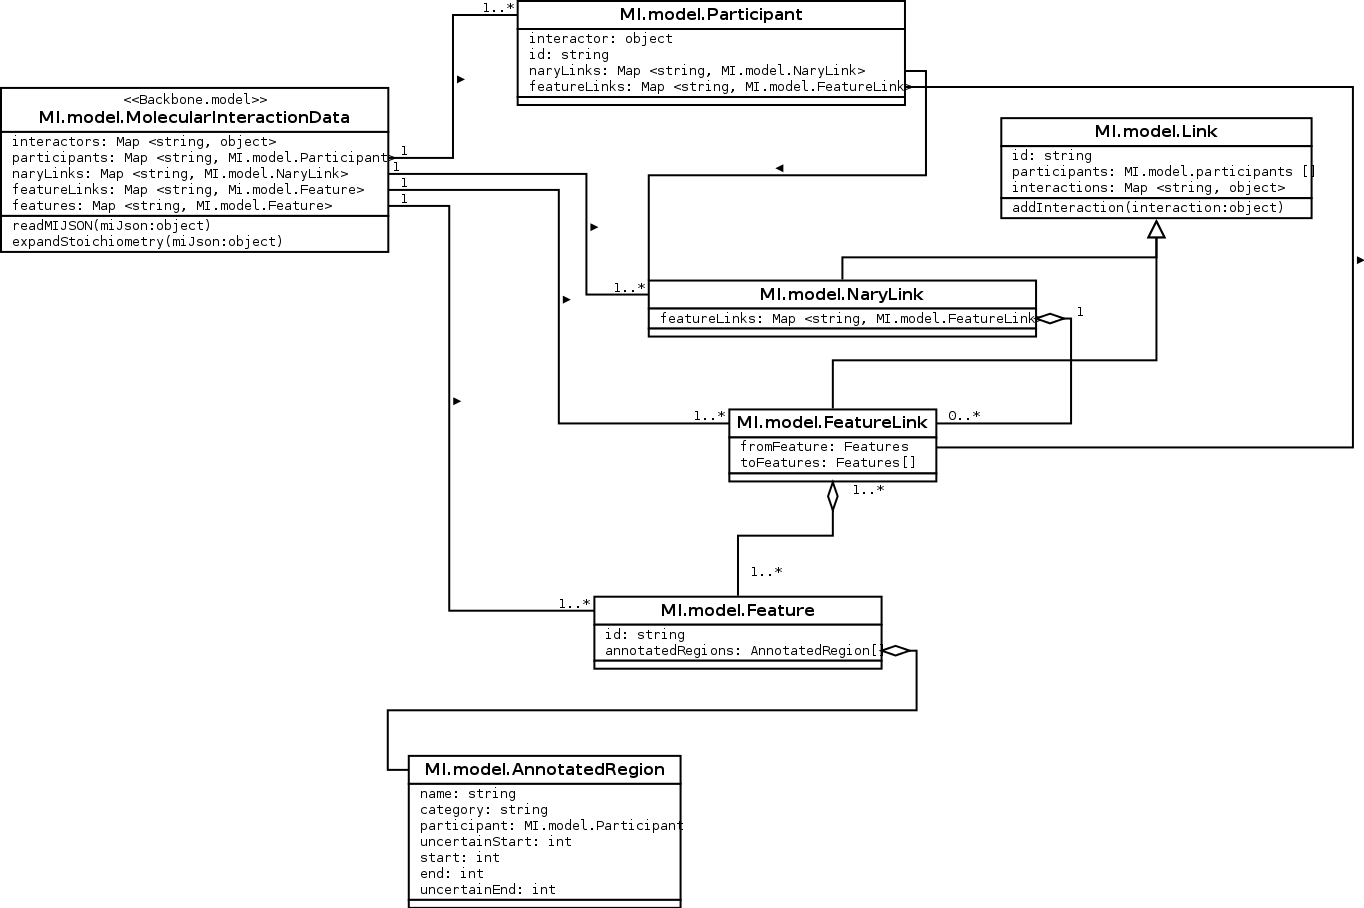 1..*
MI.model.Participant
interactor: object
id: string
naryLinks: Map <string, MI.model.NaryLink>
featureLinks: Map <string, MI.model.FeatureLink>
<<Backbone.model>>
MI.model.MolecularInteractionData
interactors: Map <string, object>
participants: Map <string, MI.model.Participant>
naryLinks: Map <string, MI.model.NaryLink>
featureLinks: Map <string, Mi.model.Feature>
features: Map <string, MI.model.Feature>
readMIJSON(miJson:object)
expandStoichiometry(miJson:object)
1
1
1
1
MI.model.Link
id: string
participants: MI.model.participants []
interactions: Map <string, object>
addInteraction(interaction:object)
1..*
MI.model.NaryLink
featureLinks: Map <string, MI.model.FeatureLink>
1
1..*
MI.model.FeatureLink
0..*
fromFeature: Features
toFeatures: Features[]
1..*
1..*
1..*
MI.model.Feature
id: string
annotatedRegions: AnnotatedRegion[]
MI.model.AnnotatedRegion
name: string
category: string
participant: MI.model.Participant
uncertainStart: int
start: int
end: int
uncertainEnd: int